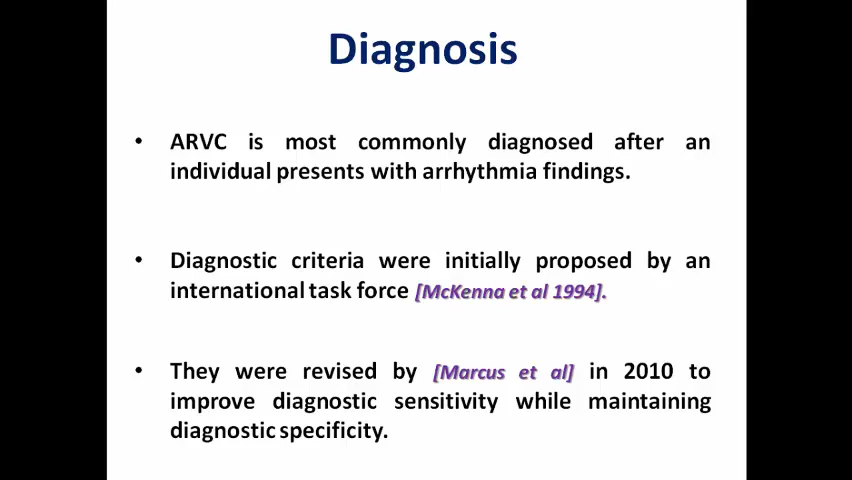 Diagnosis
• ARVC is most commonly diagnosed after an
individual presents with arrhythmia findings.
• Diagnostic criteria were initially proposed by an
international task force [McKenna et al 1994].
• They were revised by [Marcus et al] in 2010 to
improve diagnostic sensitivity while maintaining
diagnostic specificity.